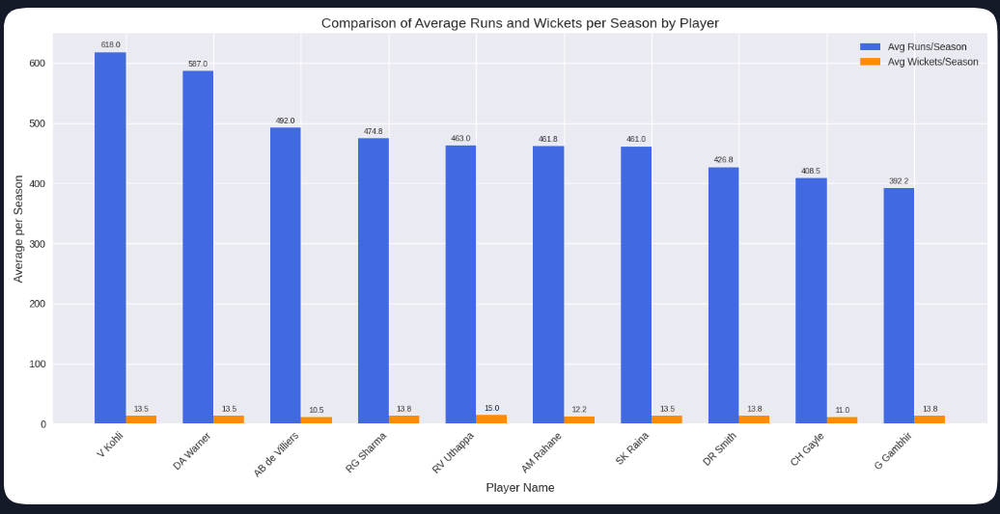 Comparison of Average Runs and Wickets per Season by Player
Avg Runs/Season
Avg Wickets/Season
Average per Season
600
500
400
300
200
100
0
618.0
587.0
492.0
474.8
463.0
461.8
461.0
426.8
408.5
392.2
13.5
13.5
10.5
13.8
15.0
12.2
13.5
13.8
11.0
13.8
V Kohli
DA Warner
AB de Villiers
RG Sharma
RV Uthappa
AM Rahane
SK Raina
DR Smith
CH Gayle
G Gambhir
Player Name